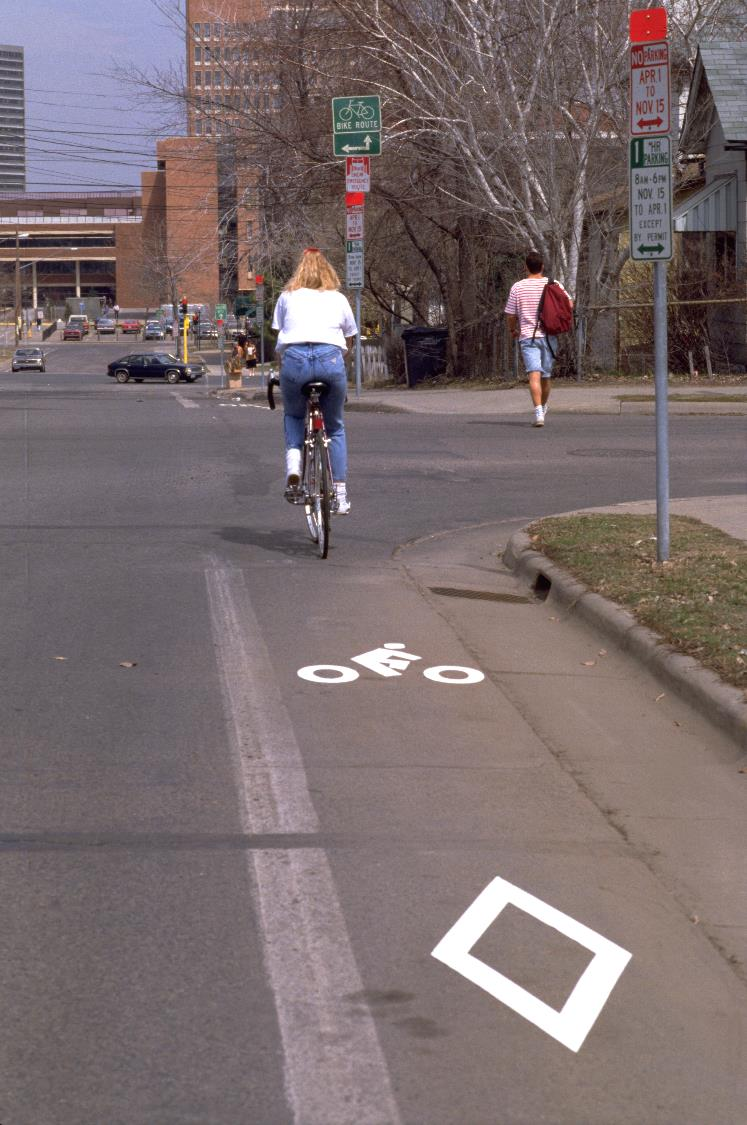 BIKE ROUTE
NO PARKING
APR 1
TO
NOV 15
1 HR
PARKING
8AM-6PM
NOV. 15
TO APR. 1
EXCEPT
BY PERMIT